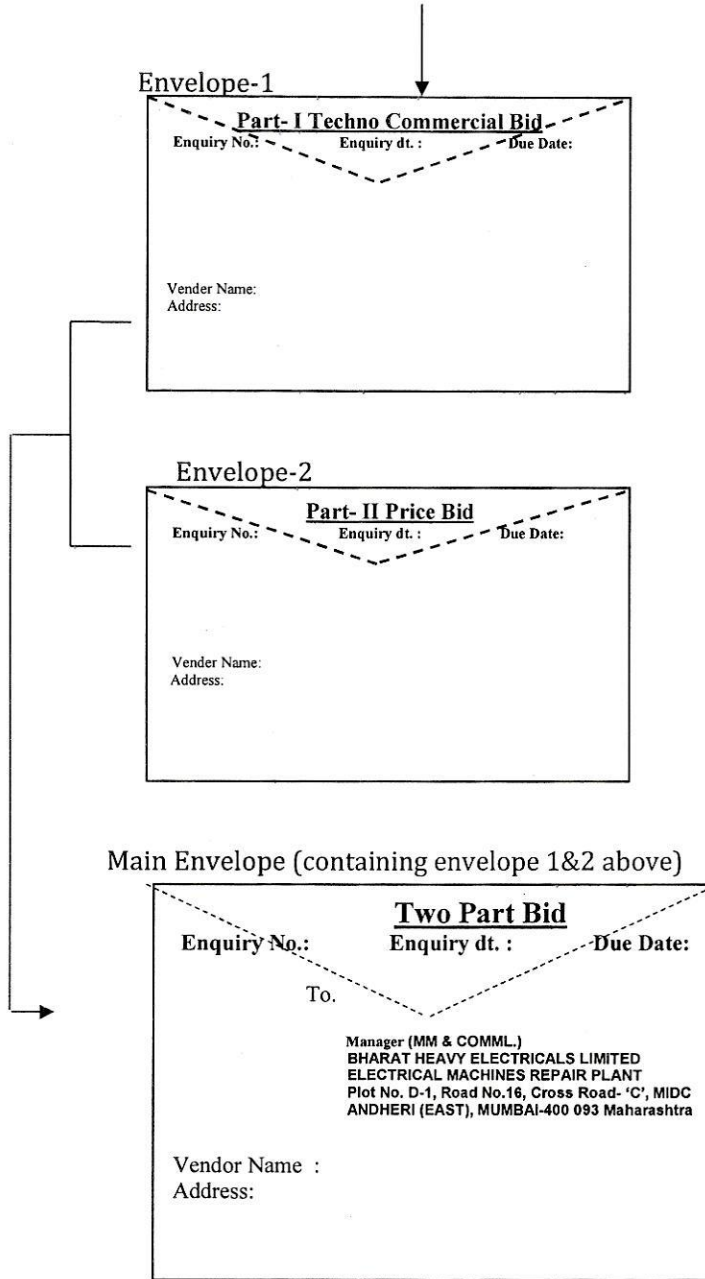 Envelope-1
Part- I Techno Commercial Bid
Enquiry No.: Enquiry dt. : Due Date:
Vender Name:
Address:
Envelope-2
Part- II Price Bid
Enquiry No.: Enquiry dt. : Due Date:
Vender Name:
Address:
Main Envelope (containing envelope 1&2 above)
Two Part Bid
Enquiry No.: Enquiry dt. : Due Date:
To.
Manager (MM & COMML.)
BHARAT HEAVY ELECTRICALS LIMITED
ELECTRICAL MACHINES REPAIR PLANT
Plot No. D-1, Road No.16, Cross Road- ‘C’, MIDC
ANDHERI (EAST), MUMBAI-400 093 Maharashtra
Vendor Name :
Address: